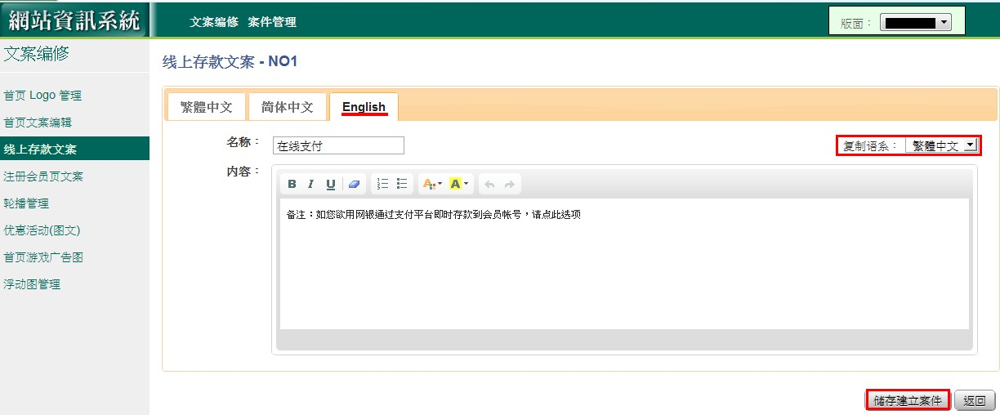 網站資訊系統
文案编修 案件管理
版面：
文案编修
线上存款文案 - NO1
首页 Logo 管理
首页文案编辑
线上存款文案
注册会员页文案
轮播管理
优惠活动(图文)
首页游戏广告图
浮动图管理
繁體中文 简体中文 English
名称： 在线支付
复制语系： 繁體中文
内容：
B I U A A
备注：如您欲用网银通过支付平台即时存款到会员帐号，请点此选项
储存建立案件 返回